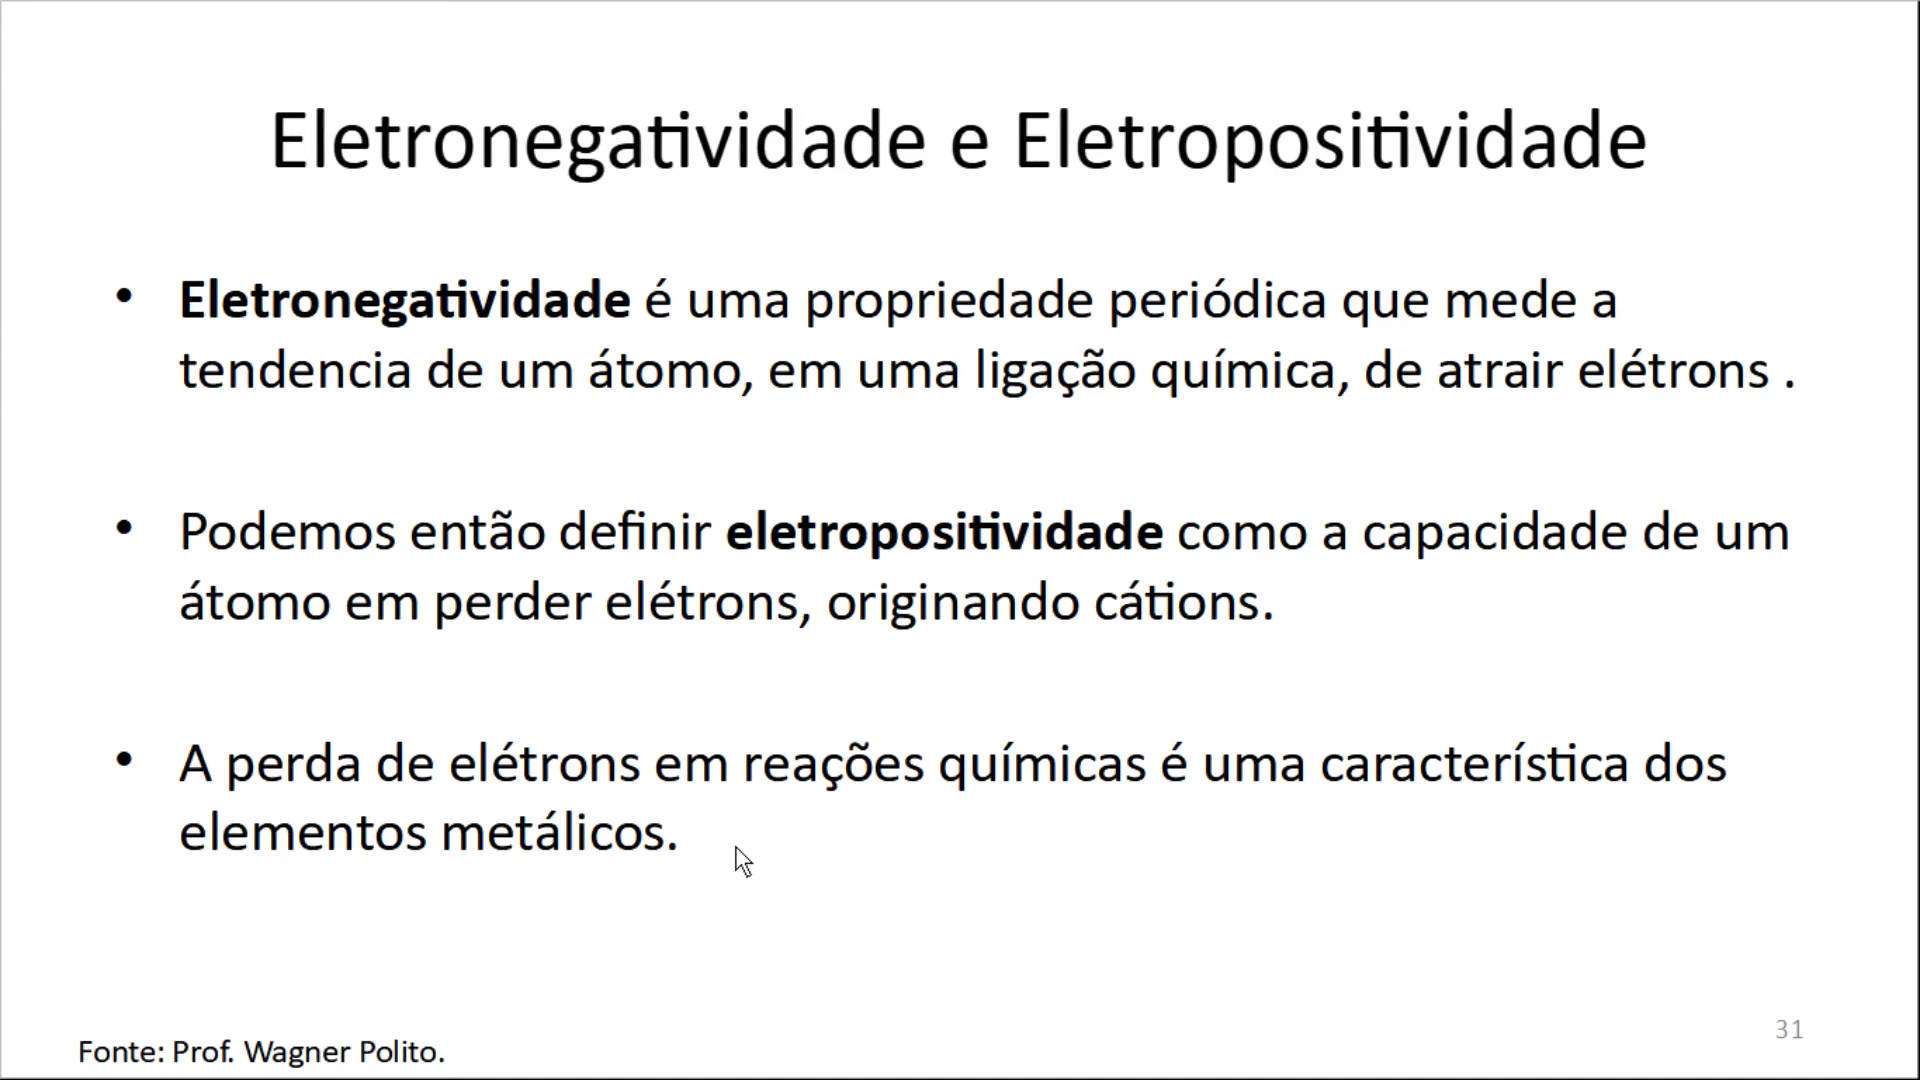 Eletronegatividade e Eletropositividade
• Eletronegatividade é uma propriedade periódica que mede a
tendencia de um átomo, em uma ligação química, de atrair elétrons .
• Podemos então definir eletropositividade como a capacidade de um
átomo em perder elétrons, originando cátions.
• A perda de elétrons em reações químicas é uma característica dos
elementos metálicos.
31
Fonte: Prof. Wagner Polito.